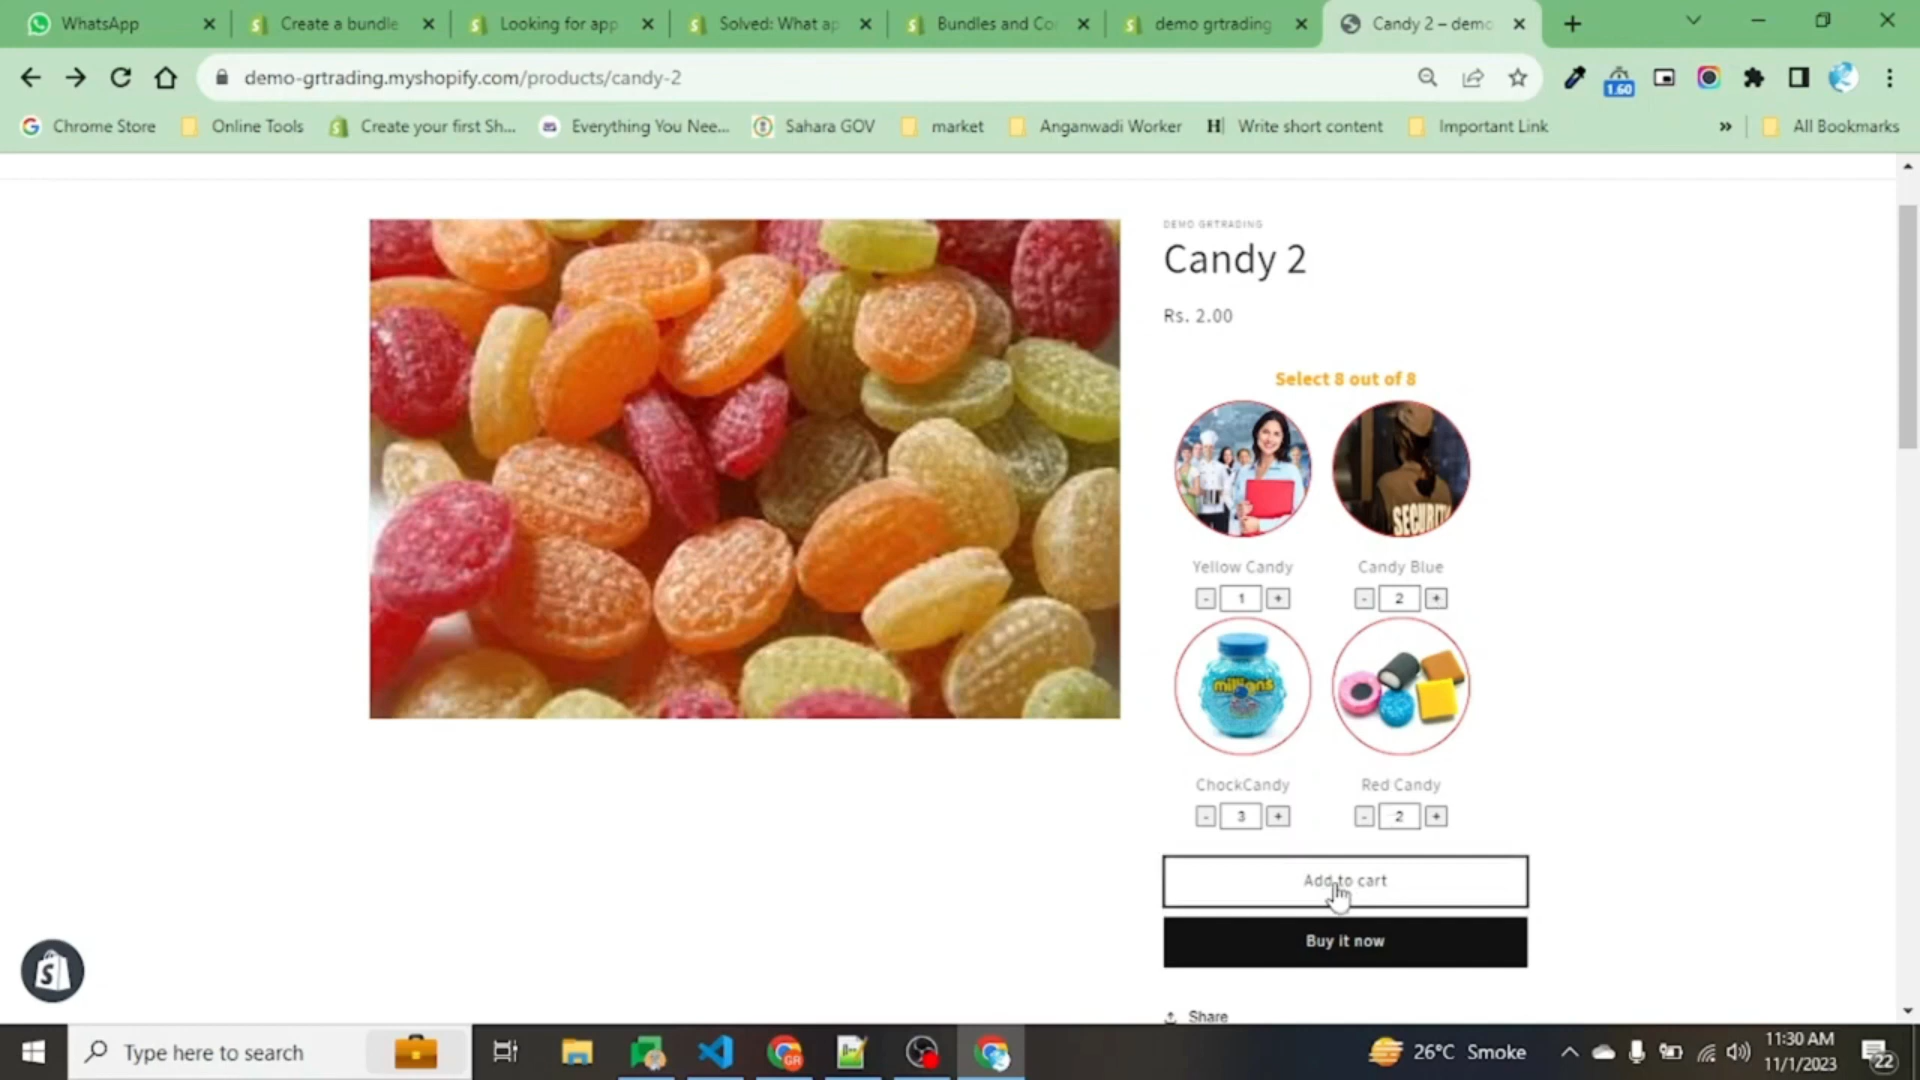 WhatsApp
Create a bundle
Looking for app
Solved: What ap
Bundles and Co
demo grtrading
Candy 2 – demo
demo-grtrading.myshopify.com/products/candy-2
1.60
Chrome Store
Online Tools
Create your first Sh...
Everything You Nee...
Sahara GOV
market
Anganwadi Worker
H
Write short content
Important Link
»
All Bookmarks
DEMO GRTRADING
Candy 2
Rs. 2.00
Select 8 out of 8
SECURITY
Yellow Candy
Candy Blue
- 1 +
- 2 +
millions
ChockCandy
Red Candy
- 3 +
- 2 +
Add to cart
Buy it now
Share
Type here to search
GR
26°C Smoke
11:30 AM
11/1/2023
22